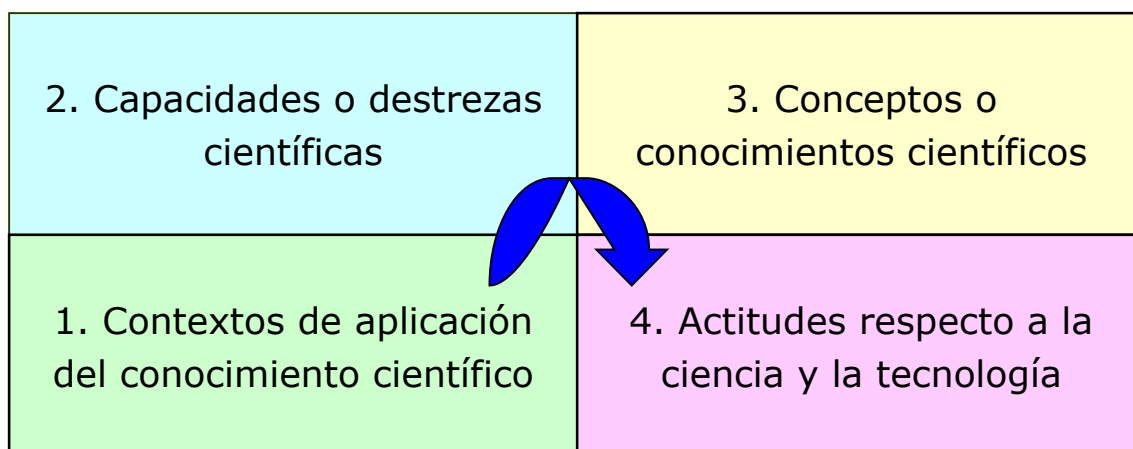 2. Capacidades o destrezas
científicas
3. Conceptos o
conocimientos científicos
1. Contextos de aplicación
del conocimiento científico
4. Actitudes respecto a la
ciencia y la tecnología